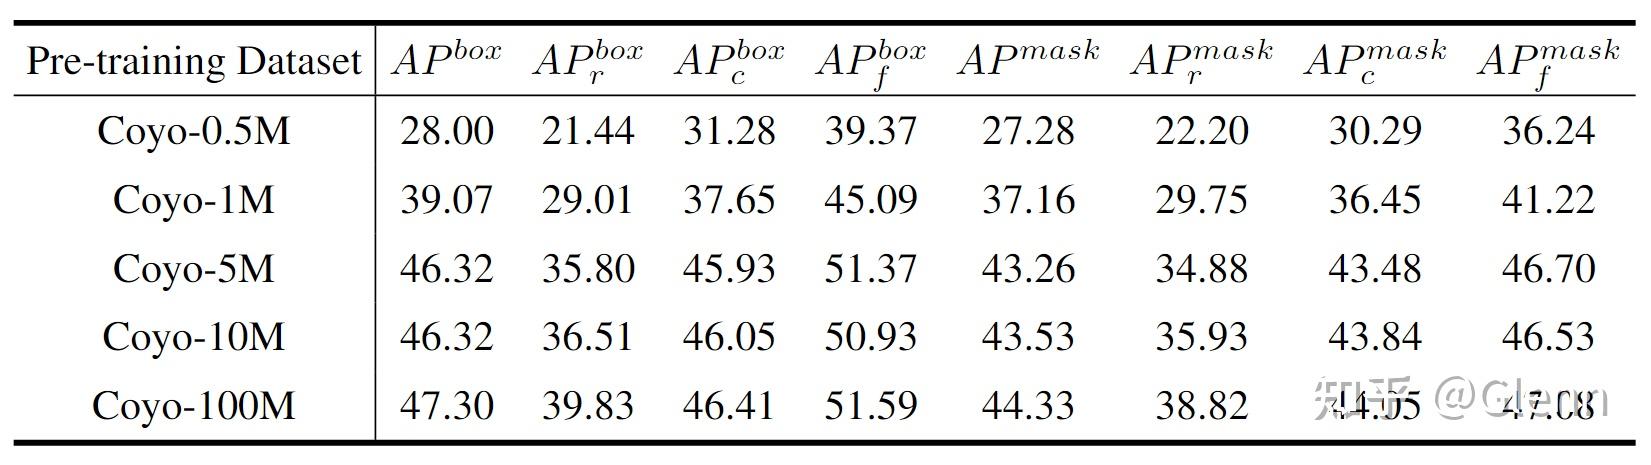 Pre-training Dataset AP^{box} AP_r^{box} AP_c^{box} AP_f^{box} AP^{mask} AP_r^{mask} AP_c^{mask} AP_f^{mask}
Coyo-0.5M 28.00 21.44 31.28 39.37 27.28 22.20 30.29 36.24
Coyo-1M 39.07 29.01 37.65 45.09 37.16 29.75 36.45 41.22
Coyo-5M 46.32 35.80 45.93 51.37 43.26 34.88 43.48 46.70
Coyo-10M 46.32 36.51 46.05 50.93 43.53 35.93 43.84 46.53
Coyo-100M 47.30 39.83 46.41 51.59 44.33 38.82 44.05 47.08
知乎 @Glenn